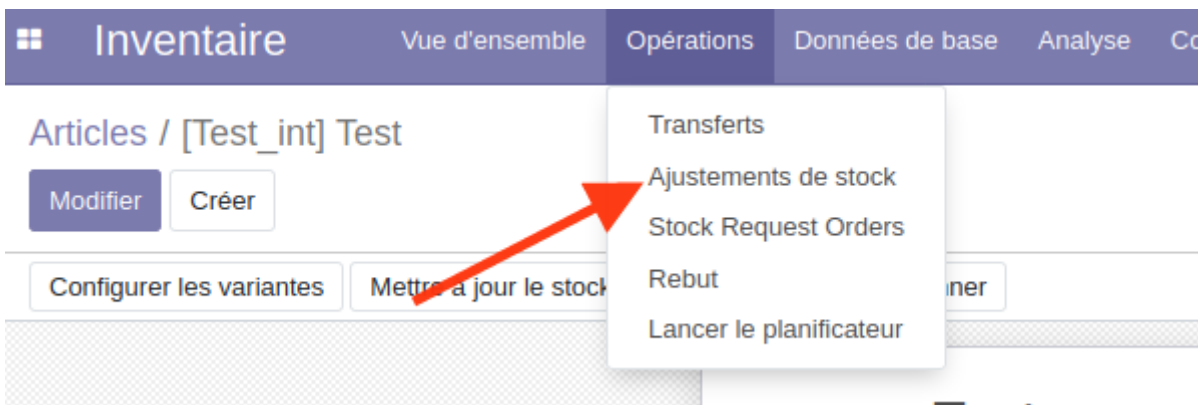 Inventaire Vue d'ensemble Opérations Données de base Analyse
Articles / [Test_int] Test
Modifier Créer
Transferts
Ajustements de stock
Stock Request Orders
Rebut
Lancer le planificateur
Configurer les variantes Mettre à jour le stock